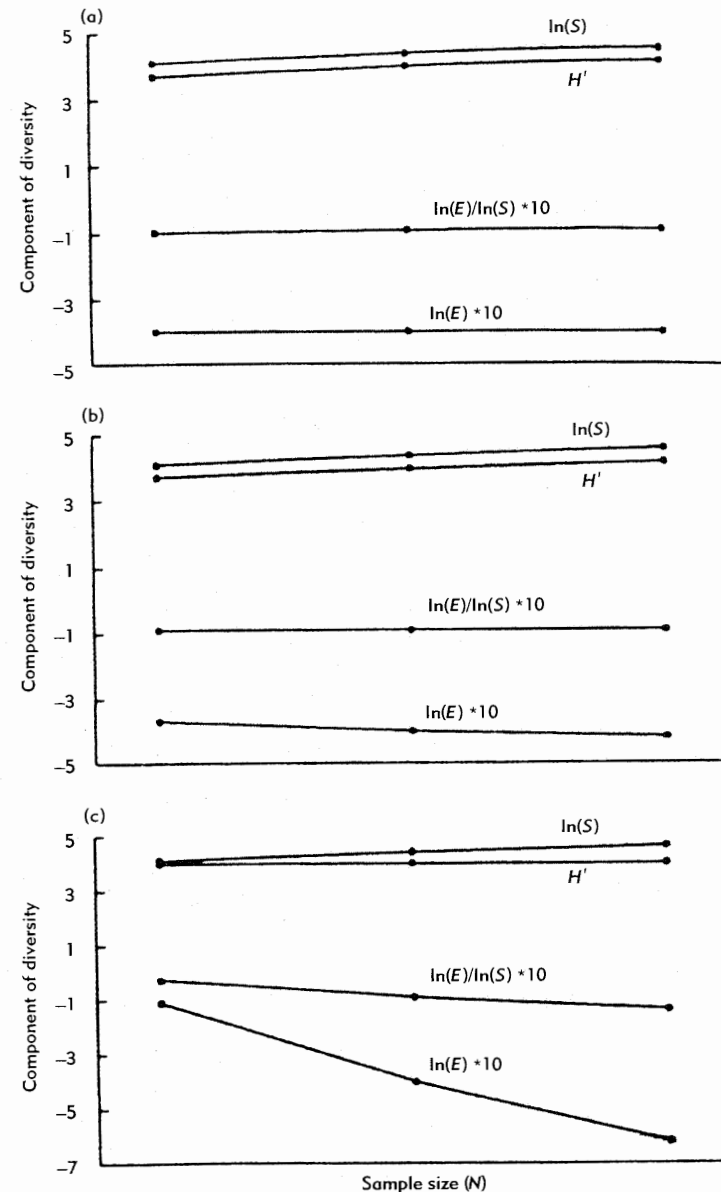 (a)
5
3
1
−1
−3
−5
Component of diversity
ln(S)
H'
ln(E)/ln(S) *10
ln(E) *10
(b)
5
3
1
−1
−3
−5
Component of diversity
ln(S)
H'
ln(E)/ln(S) *10
ln(E) *10
(c)
5
3
1
−1
−3
−5
−7
Component of diversity
ln(S)
H'
ln(E)/ln(S) *10
ln(E) *10
Sample size (N)